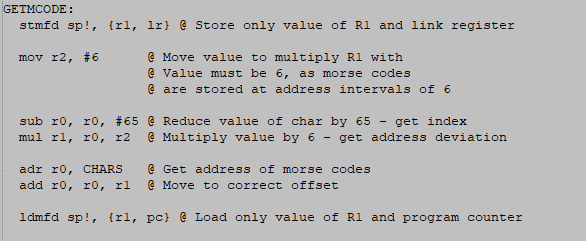 GETMCODE:
stmfd sp!, {r1, lr} @ Store only value of R1 and link register
mov r2, #6 @ Move value to multiply R1 with
@ Value must be 6, as morse codes
@ are stored at address intervals of 6
sub r0, r0, #65 @ Reduce value of char by 65 - get index
mul r1, r0, r2 @ Multiply value by 6 - get address deviation
adr r0, CHARS @ Get address of morse codes
add r0, r0, r1 @ Move to correct offset
ldmfd sp!, {r1, pc} @ Load only value of R1 and program counter